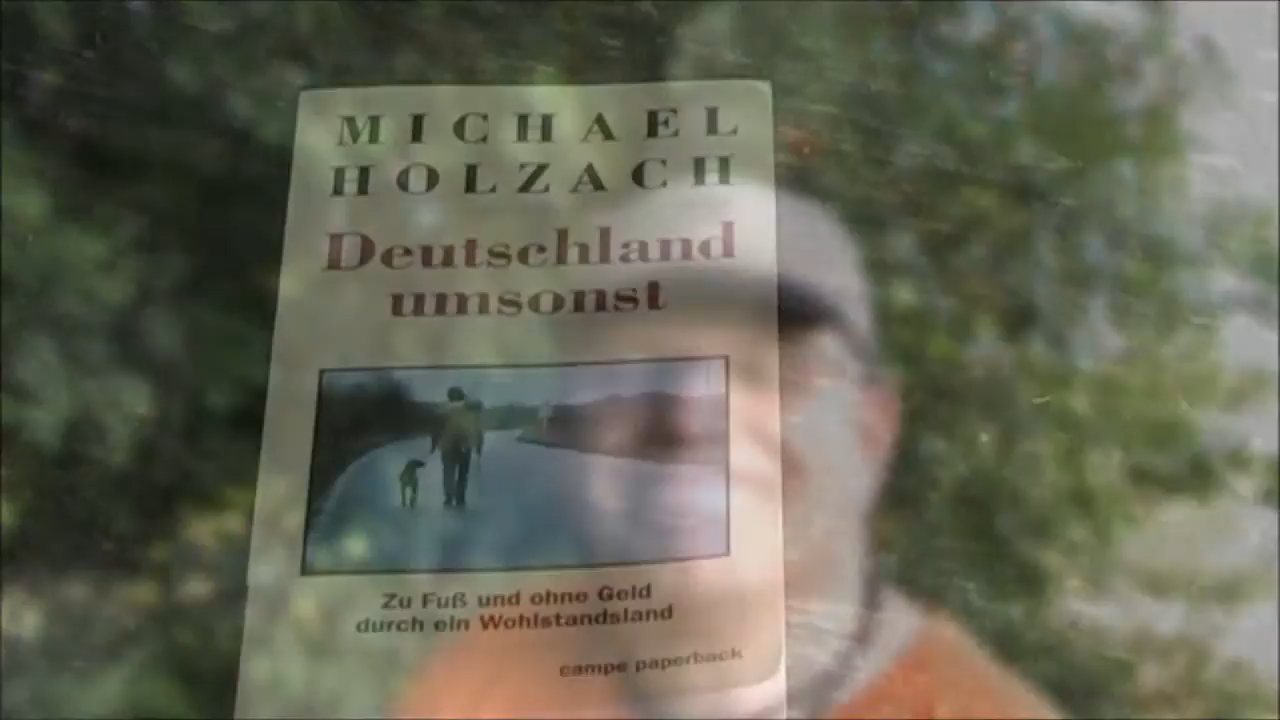 MICHAEL
HOLZACH
Deutschland
umsonst
Zu Fuß und ohne Geld
durch ein Wohlstandsland
campe paperback